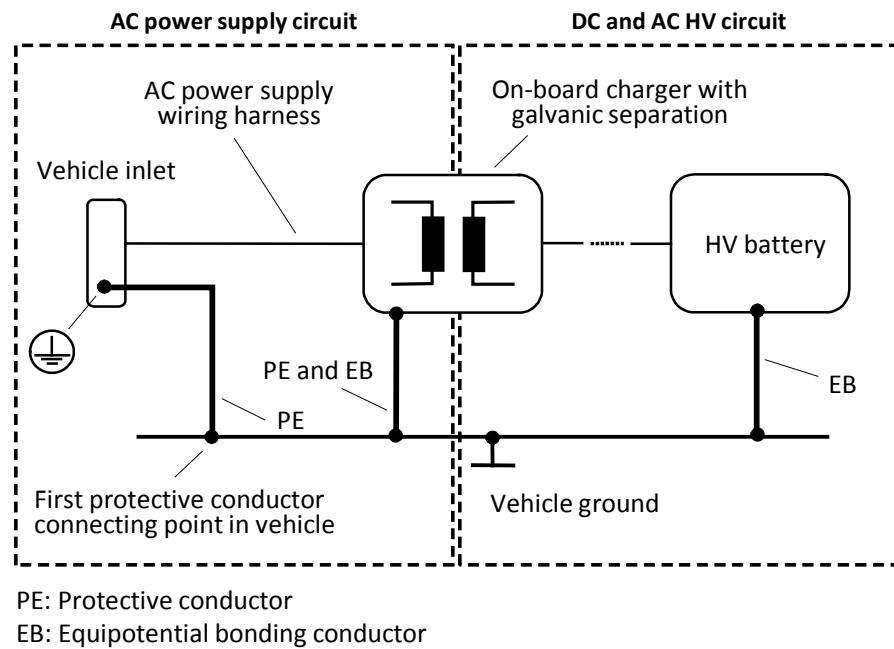 AC power supply circuit
DC and AC HV circuit
AC power supply
wiring harness
On-board charger with
galvanic separation
Vehicle inlet
HV battery
PE and EB
EB
PE
First protective conductor
connecting point in vehicle
Vehicle ground
PE: Protective conductor
EB: Equipotential bonding conductor